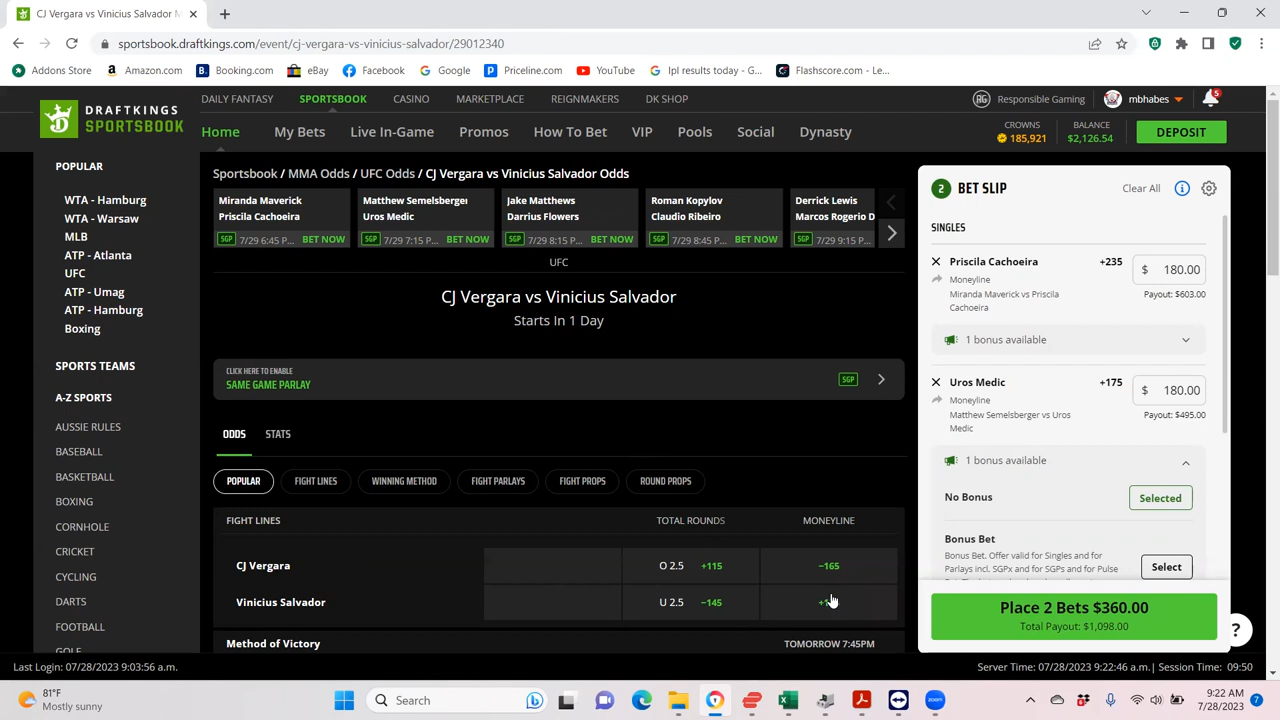 CJ Vergara vs Vinicius Salvador M
sportsbook.draftkings.com/event/cj-vergara-vs-vinicius-salvador/29012340
Addons Store
Amazon.com
Booking.com
eBay
Facebook
Google
Priceline.com
YouTube
Ipl results today - G...
Flashscore.com - Le...
DRAFTKINGS
SPORTSBOOK
DAILY FANTASY
SPORTSBOOK
CASINO
MARKETPLACE
REIGNMAKERS
DK SHOP
Responsible Gaming
mbhabes
5
Home
My Bets
Live In-Game
Promos
How To Bet
VIP
Pools
Social
Dynasty
CROWNS
185,921
BALANCE
$2,126.54
DEPOSIT
POPULAR
WTA - Hamburg
WTA - Warsaw
MLB
ATP - Atlanta
UFC
ATP - Umag
ATP - Hamburg
Boxing
SPORTS TEAMS
A-Z SPORTS
AUSSIE RULES
BASEBALL
BASKETBALL
BOXING
CORNHOLE
CRICKET
CYCLING
DARTS
FOOTBALL
GOLF
Sportsbook / MMA Odds / UFC Odds / CJ Vergara vs Vinicius Salvador Odds
Miranda Maverick
Priscila Cachoeira
SGP 7/29 6:45 P... BET NOW
Matthew Semelsberger
Uros Medic
SGP 7/29 7:15 P... BET NOW
Jake Matthews
Darrius Flowers
SGP 7/29 8:15 P... BET NOW
Roman Kopylov
Claudio Ribeiro
SGP 7/29 8:45 P... BET NOW
Derrick Lewis
Marcos Rogerio D
SGP 7/29 9:15 P...
UFC
CJ Vergara vs Vinicius Salvador
Starts In 1 Day
CLICK HERE TO ENABLE
SAME GAME PARLAY
SGP
ODDS
STATS
POPULAR
FIGHT LINES
WINNING METHOD
FIGHT PARLAYS
FIGHT PROPS
ROUND PROPS
FIGHT LINES TOTAL ROUNDS MONEYLINE
CJ Vergara O 2.5 +115 −165
Vinicius Salvador U 2.5 −145
Method of Victory TOMORROW 7:45PM
2 BET SLIP
Clear All
SINGLES
Priscila Cachoeira +235 $ 180.00
Moneyline
Miranda Maverick vs Priscila
Cachoeira
Payout: $603.00
1 bonus available
Uros Medic +175 $ 180.00
Moneyline
Matthew Semelsberger vs Uros
Medic
Payout: $495.00
1 bonus available
No Bonus
Selected
Bonus Bet
Bonus Bet. Offer valid for Singles and for
Parlays incl. SGPx and for SGPs and for Pulse
Select
Place 2 Bets $360.00
Total Payout: $1,098.00
?
Last Login: 07/28/2023 9:03:56 a.m.
Server Time: 07/28/2023 9:22:46 a.m.| Session Time: 09:50
81°F
Mostly sunny
Search
zoom
9:22 AM
7/28/2023
7